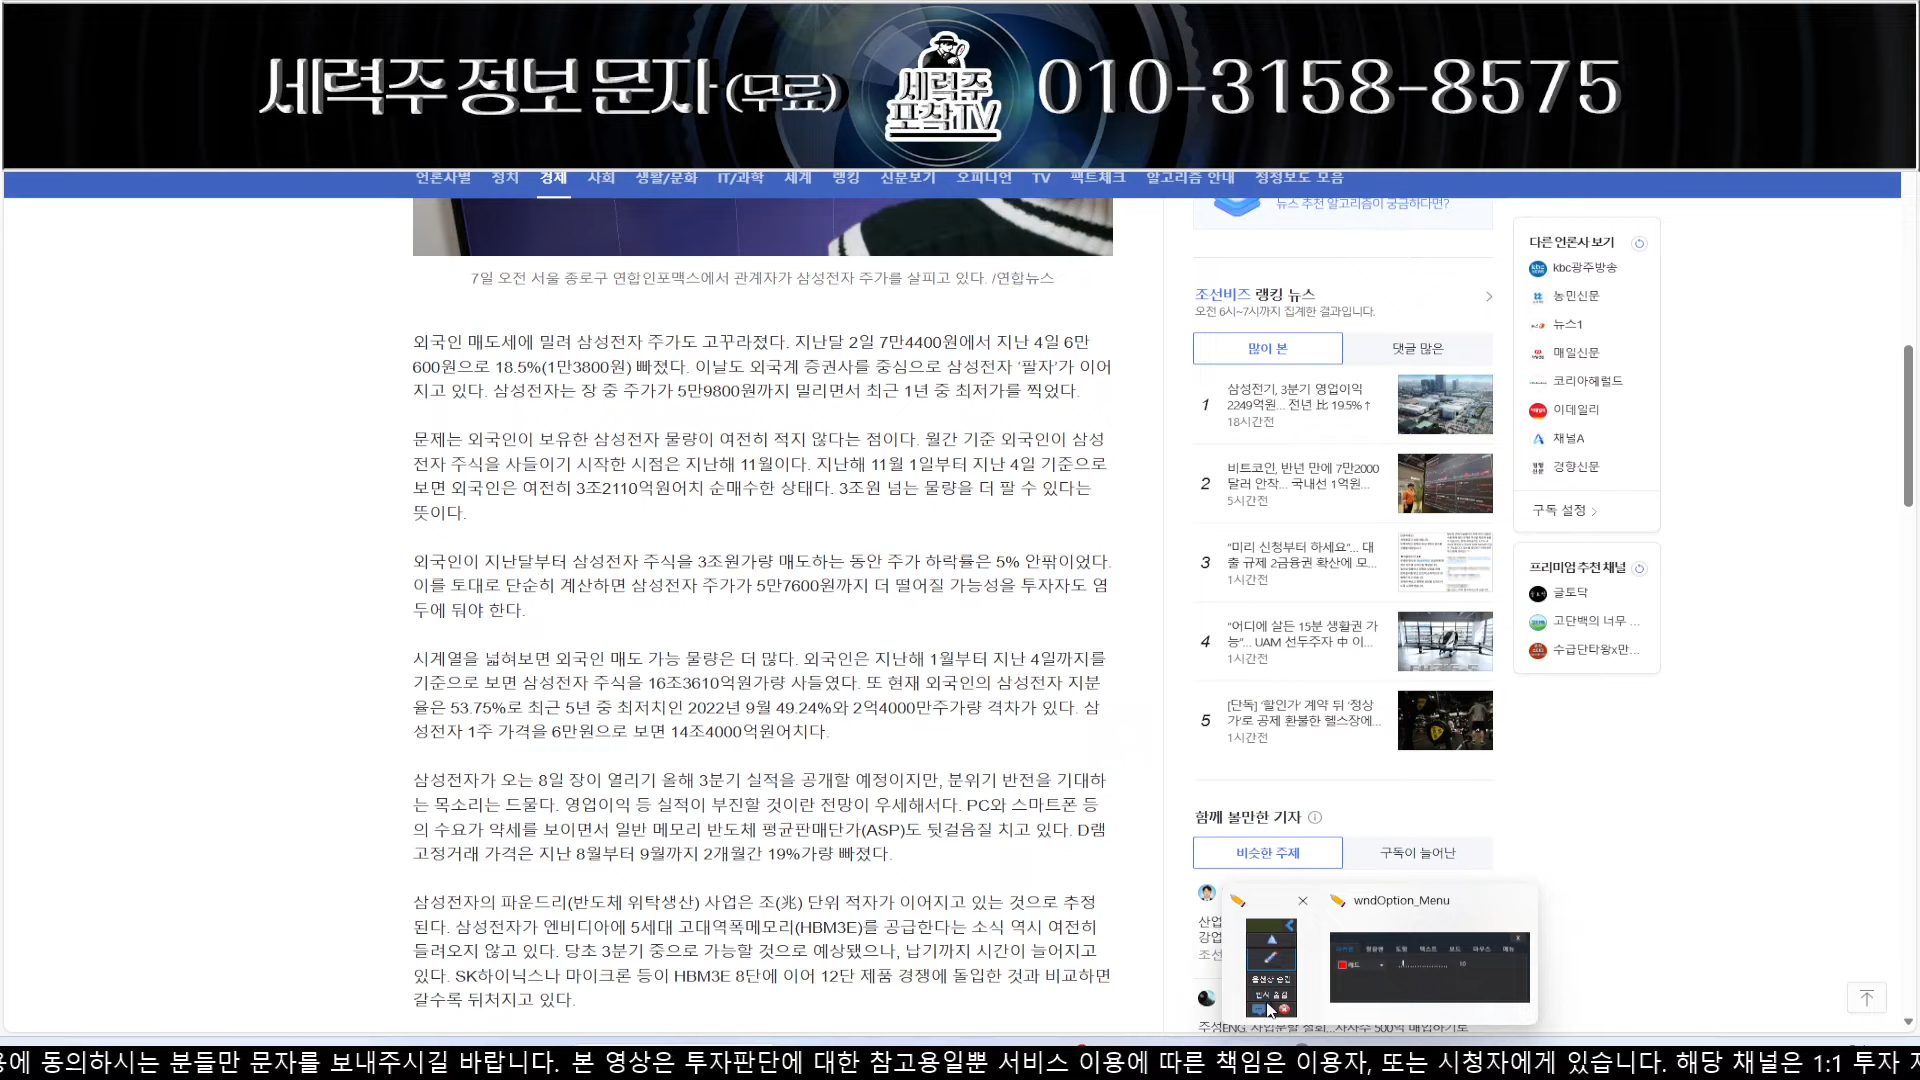 세력주 정보 문자 (무료)
세력주
포착TV
010-3158-8575
언론사별 정치 경제 사회 생활/문화 IT/과학 세계 랭킹 신문보기 오피니언 TV 팩트체크 알고리즘 안내 정정보도 모음
7일 오전 서울 종로구 연합인포맥스에서 관계자가 삼성전자 주가를 살피고 있다. /연합뉴스
외국인 매도세에 밀려 삼성전자 주가도 고꾸라졌다. 지난달 2일 7만4400원에서 지난 4일 6만
600원으로 18.5%(1만3800원) 빠졌다. 이날도 외국계 증권사를 중심으로 삼성전자 ‘팔자’가 이어
지고 있다. 삼성전자는 장 중 주가가 5만9800원까지 밀리면서 최근 1년 중 최저가를 찍었다.
문제는 외국인이 보유한 삼성전자 물량이 여전히 적지 않다는 점이다. 월간 기준 외국인이 삼성
전자 주식을 사들이기 시작한 시점은 지난해 11월이다. 지난해 11월 1일부터 지난 4일 기준으로
보면 외국인은 여전히 3조2110억원어치 순매수한 상태다. 3조원 넘는 물량을 더 팔 수 있다는
뜻이다.
외국인이 지난달부터 삼성전자 주식을 3조원가량 매도하는 동안 주가 하락률은 5% 안팎이었다.
이를 토대로 단순히 계산하면 삼성전자 주가가 5만7600원까지 더 떨어질 가능성을 투자자도 염
두에 둬야 한다.
시계열을 넓혀보면 외국인 매도 가능 물량은 더 많다. 외국인은 지난해 1월부터 지난 4일까지를
기준으로 보면 삼성전자 주식을 16조3610억원가량 사들였다. 또 현재 외국인의 삼성전자 지분
율은 53.75%로 최근 5년 중 최저치인 2022년 9월 49.24%와 2억4000만주가량 격차가 있다. 삼
성전자 1주 가격을 6만원으로 보면 14조4000억원어치다.
삼성전자가 오는 8일 장이 열리기 올해 3분기 실적을 공개할 예정이지만, 분위기 반전을 기대하
는 목소리는 드물다. 영업이익 등 실적이 부진할 것이란 전망이 우세해서다. PC와 스마트폰 등
의 수요가 약세를 보이면서 일반 메모리 반도체 평균판매단가(ASP)도 뒷걸음질 치고 있다. D램
고정거래 가격은 지난 8월부터 9월까지 2개월간 19%가량 빠졌다.
삼성전자의 파운드리(반도체 위탁생산) 사업은 조(兆) 단위 적자가 이어지고 있는 것으로 추정
된다. 삼성전자가 엔비디아에 5세대 고대역폭메모리(HBM3E)를 공급한다는 소식 역시 여전히
들려오지 않고 있다. 당초 3분기 중으로 가능할 것으로 예상됐으나, 납기까지 시간이 늘어지고
있다. SK하이닉스나 마이크론 등이 HBM3E 8단에 이어 12단 제품 경쟁에 돌입한 것과 비교하면
갈수록 뒤처지고 있다.
뉴스 추천 알고리즘이 궁금하다면?
조선비즈 랭킹 뉴스
오전 6시~7시까지 집계한 결과입니다.
많이 본 댓글 많은
1 삼성전기, 3분기 영업이익
2249억원... 전년 比 19.5%↑
18시간전
2 비트코인, 반년 만에 7만2000
달러 안착... 국내선 1억원...
5시간전
3 "미리 신청부터 하세요"... 대
출 규제 2금융권 확산에 모...
1시간전
4 "어디에 살든 15분 생활권 가
능"... UAM 선두주자 中 이...
1시간전
5 [단독] ‘할인가’ 계약 뒤 ‘정상
가’로 공제 환불한 헬스장에...
1시간전
함께 볼만한 기자
비슷한 주제 구독이 늘어난
산업
강업
조선
wndOption_Menu
레드
10
주성ENG, 사업분할 철회...자사주 500억 매입하기로
다른 언론사 보기
kbc광주방송
농민신문
뉴스1
매일신문
코리아헤럴드
이데일리
채널A
경향신문
구독 설정
프리미엄 추천 채널
글토닥
고단백의 너무 ...
수급단타왕x만...
용에 동의하시는 분들만 문자를 보내주시길 바랍니다. 본 영상은 투자판단에 대한 참고용일뿐 서비스 이용에 따른 책임은 이용자, 또는 시청자에게 있습니다. 해당 채널은 1:1 투자